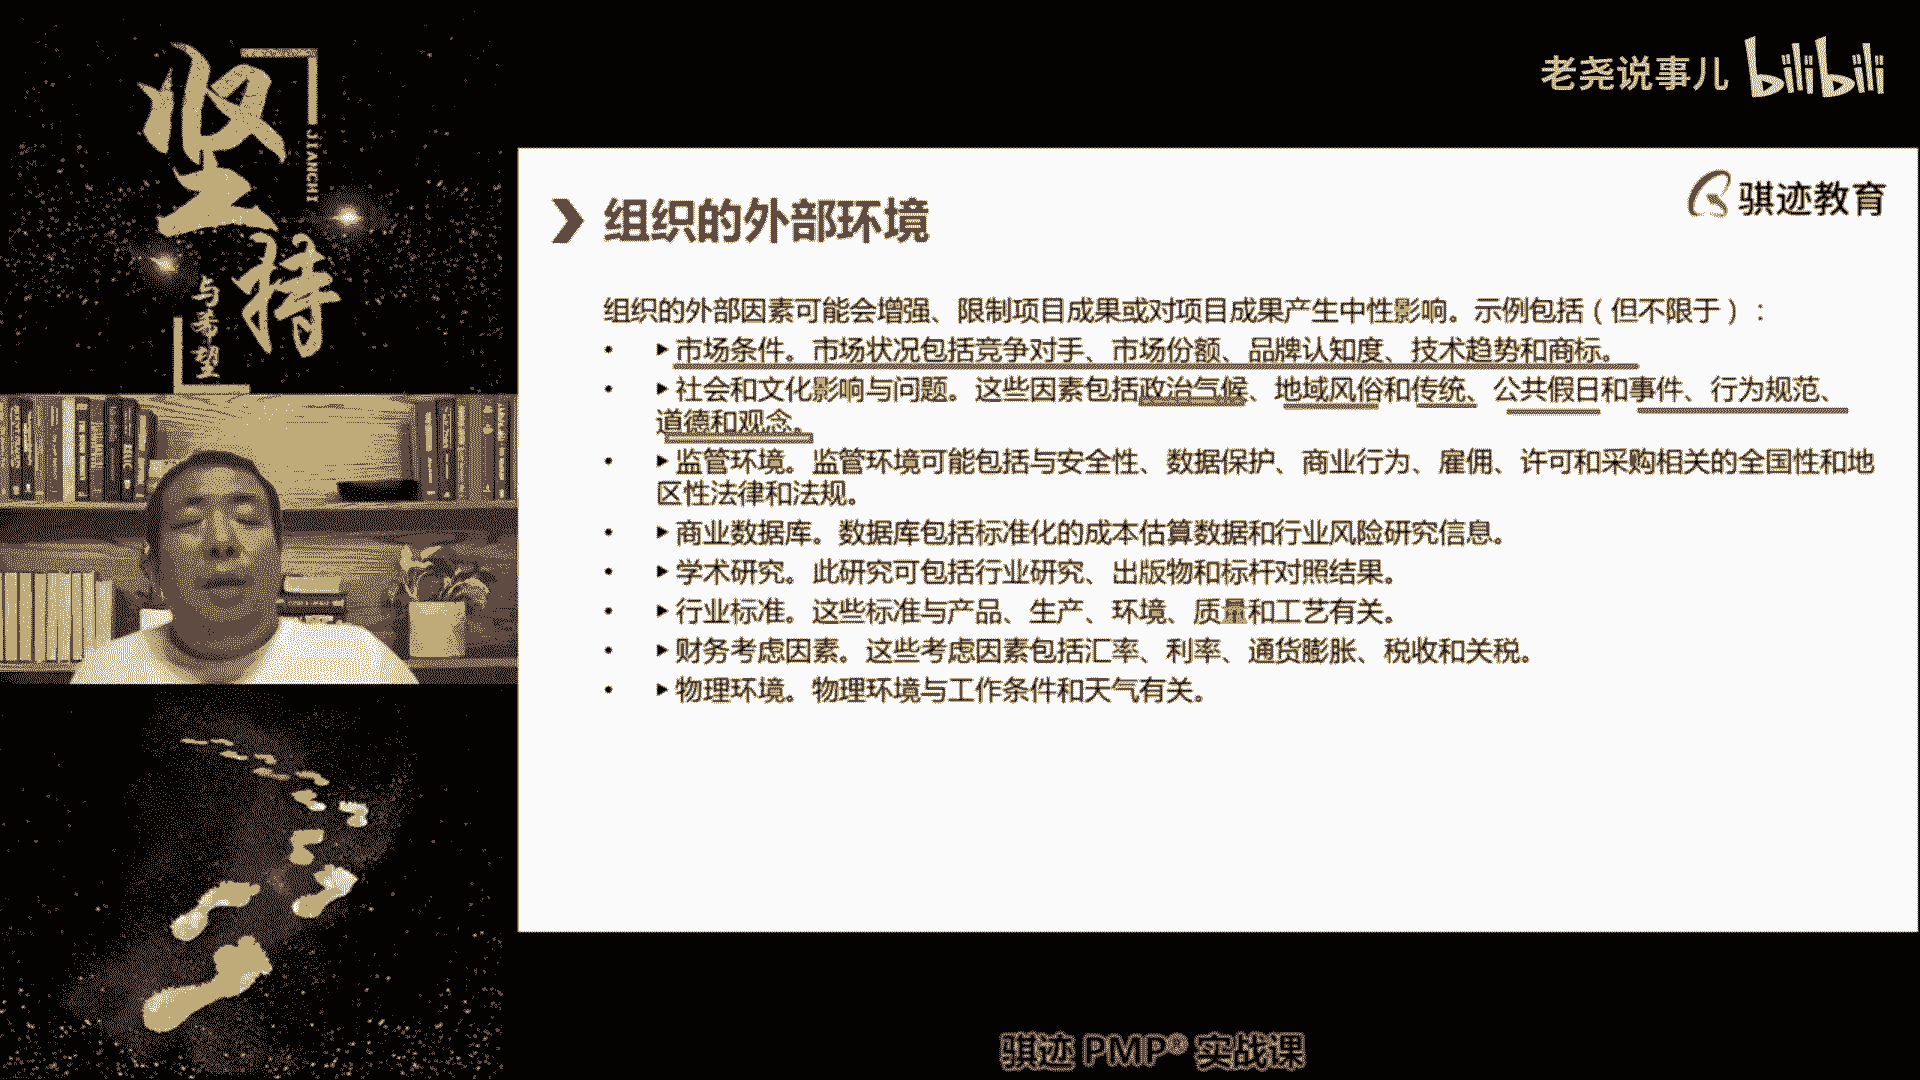 坚持
JIANCHI
与希望
老尧说事儿 bilibili
骐迹教育
组织的外部环境
组织的外部因素可能会增强、限制项目成果或对项目成果产生中性影响。示例包括（但不限于）：
• ▶市场条件。市场状况包括竞争对手、市场份额、品牌认知度、技术趋势和商标。
• ▶社会和文化影响与问题。这些因素包括政治气候、地域风俗和传统、公共假日和事件、行为规范、
道德和观念。
• ▶监管环境。监管环境可能包括与安全性、数据保护、商业行为、雇佣、许可和采购相关的全国性和地
区性法律和法规。
• ▶商业数据库。数据库包括标准化的成本估算数据和行业风险研究信息。
• ▶学术研究。此研究可包括行业研究、出版物和标杆对照结果。
• ▶行业标准。这些标准与产品、生产、环境、质量和工艺有关。
• ▶财务考虑因素。这些考虑因素包括汇率、利率、通货膨胀、税收和关税。
• ▶物理环境。物理环境与工作条件和天气有关。
骐迹 PMP® 实战课